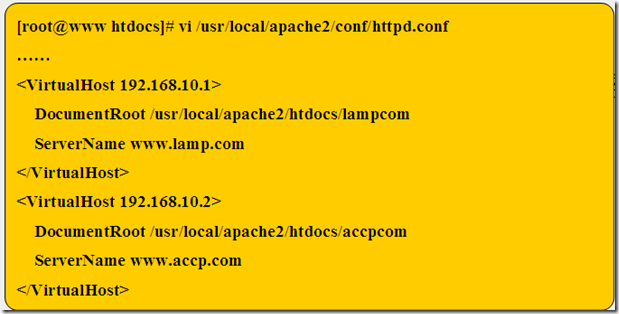 [root@www htdocs]# vi /usr/local/apache2/conf/httpd.conf
……
<VirtualHost 192.168.10.1>
DocumentRoot /usr/local/apache2/htdocs/lampcom
ServerName www.lamp.com
</VirtualHost>
<VirtualHost 192.168.10.2>
DocumentRoot /usr/local/apache2/htdocs/accpcom
ServerName www.accp.com
</VirtualHost>